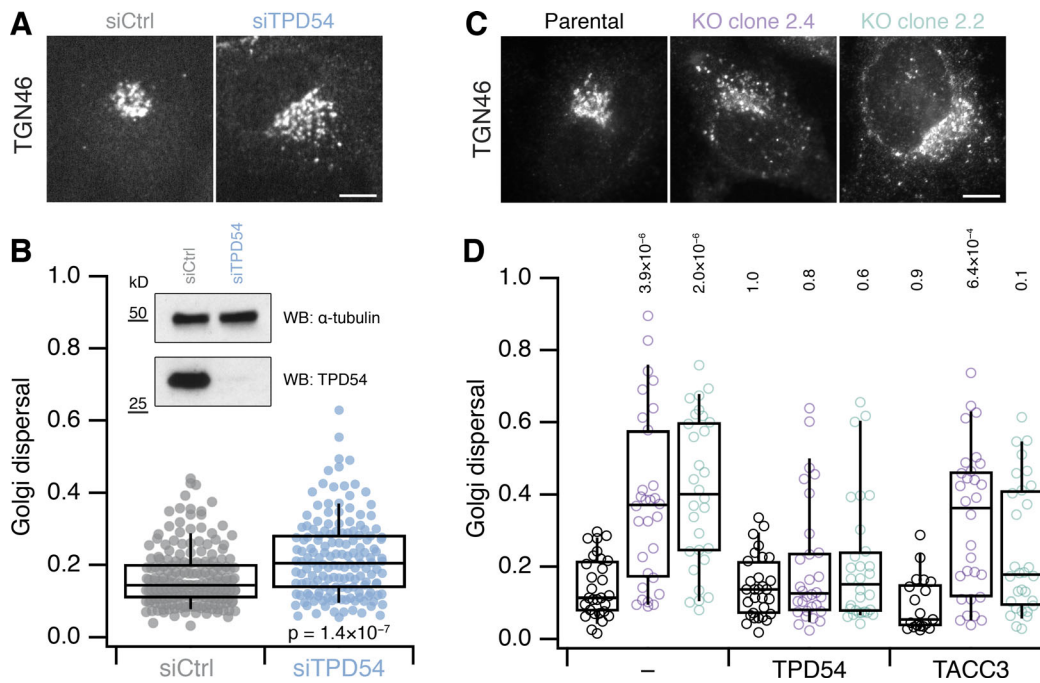 A
siCtrl
siTPD54
TGN46
B
siCtrl
siTPD54
kD
50
WB: α-tubulin
WB: TPD54
25
Golgi dispersal
1.0
0.8
0.6
0.4
0.2
0.0
p = 1.4×10⁻⁷
siCtrl
siTPD54
C
Parental
KO clone 2.4
KO clone 2.2
TGN46
D
3.9×10⁻⁶
2.0×10⁻⁶
1.0
0.8
0.6
0.9
6.4×10⁻⁴
0.1
Golgi dispersal
1.0
0.8
0.6
0.4
0.2
0.0
–
TPD54
TACC3